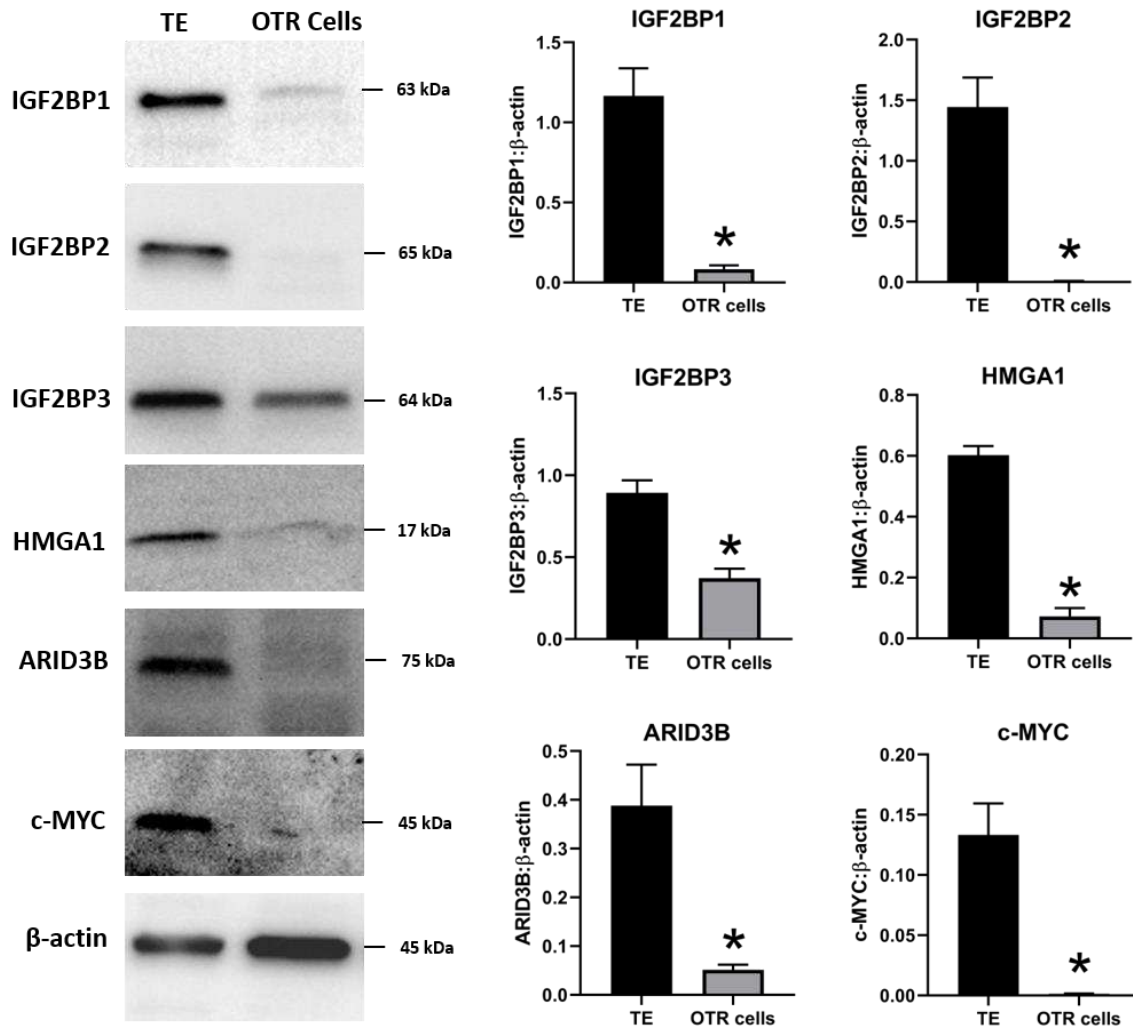 TE OTR Cells
IGF2BP1
63 kDa
IGF2BP2
65 kDa
IGF2BP3
64 kDa
HMGA1
17 kDa
ARID3B
75 kDa
c-MYC
45 kDa
β-actin
45 kDa
IGF2BP1
IGF2BP1:β-actin
1.5
1.0
0.5
0.0
TE OTR cells
*
IGF2BP2
IGF2BP2:β-actin
2.0
1.5
1.0
0.5
0.0
TE OTR cells
*
IGF2BP3
IGF2BP3:β-actin
1.5
1.0
0.5
0.0
TE OTR cells
*
HMGA1
HMGA1:β-actin
0.8
0.6
0.4
0.2
0.0
TE OTR cells
*
ARID3B
ARID3B:β-actin
0.5
0.4
0.3
0.2
0.1
0.0
TE OTR cells
*
c-MYC
c-MYC:β-actin
0.20
0.15
0.10
0.05
0.00
TE OTR cells
*